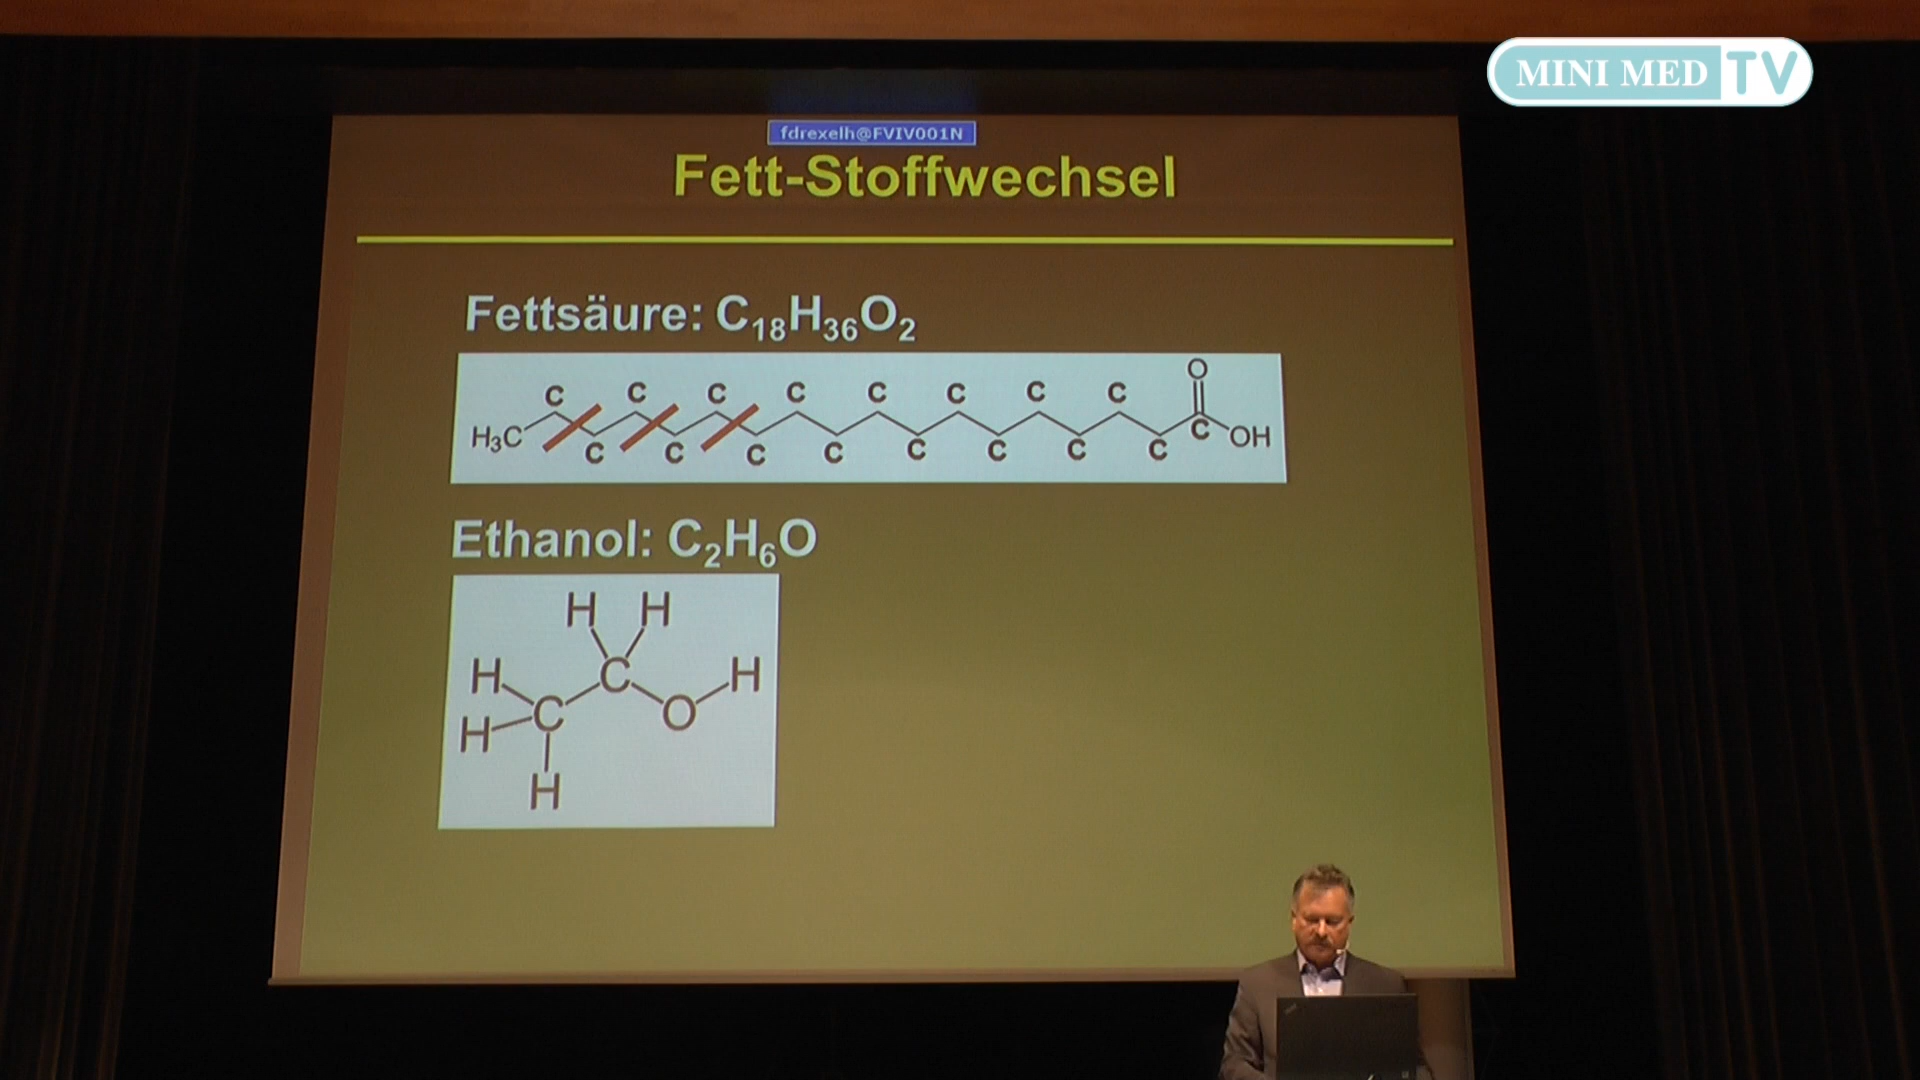 MINI MED TV
fdrexelh@FVIV001N
Fett-Stoffwechsel
Fettsäure: C₁₈H₃₆O₂
O
C C C C C C C C
H₃C C OH
C C C C C C C C
Ethanol: C₂H₆O
H H
H C H
H C O
H